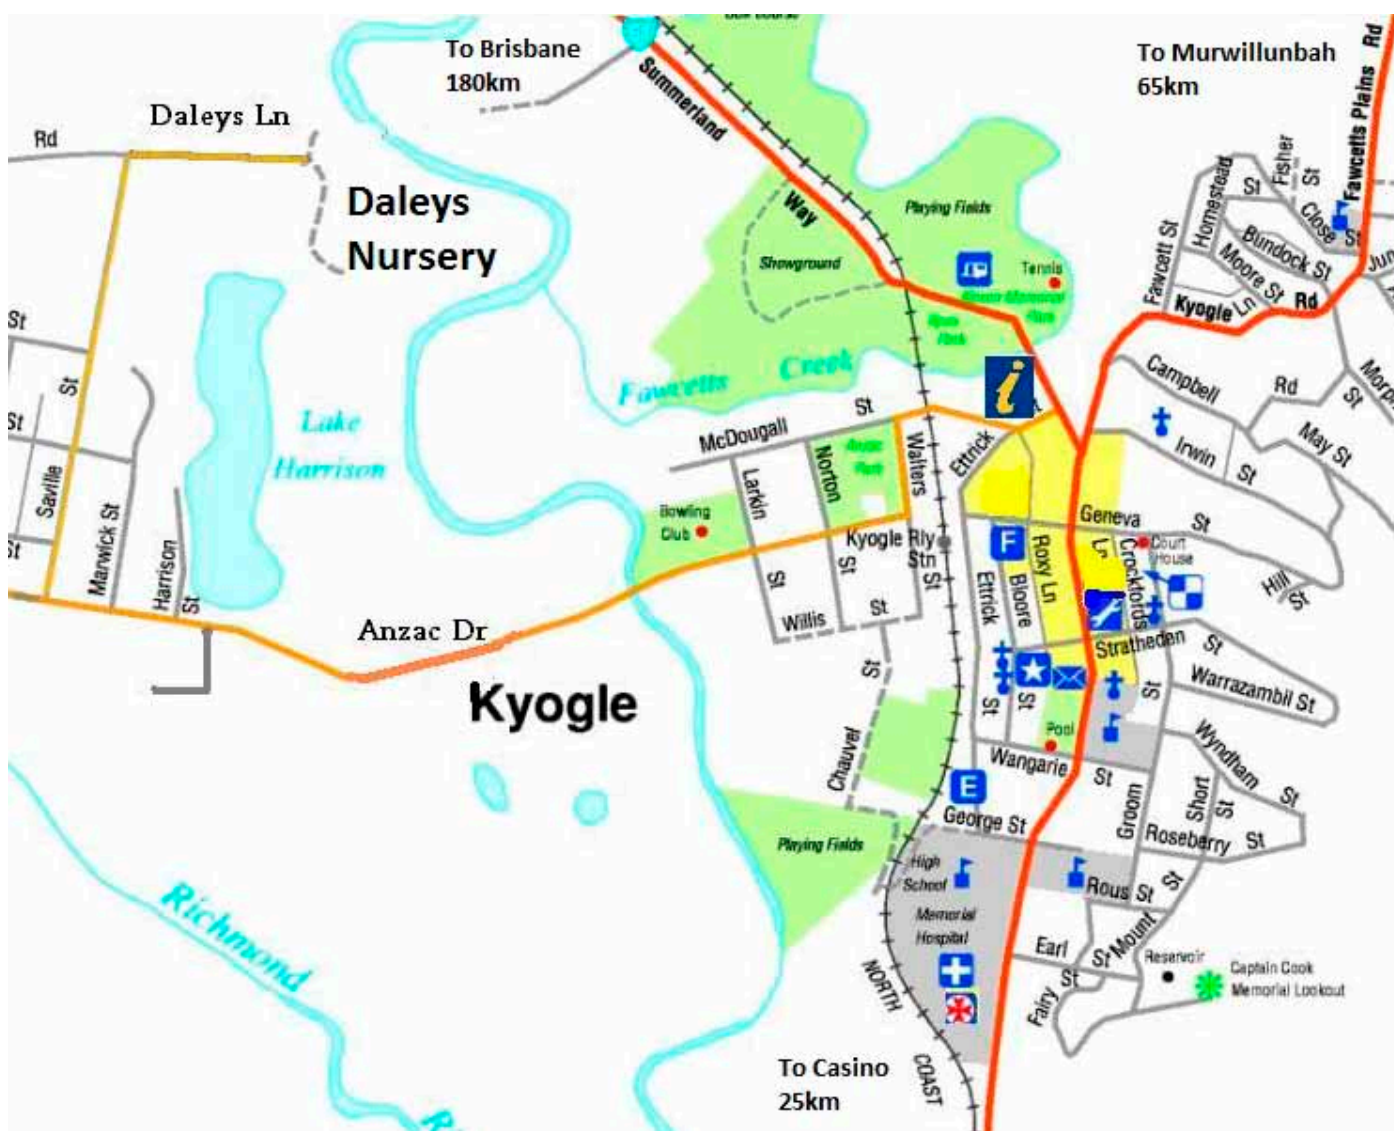 Golf Course
To Brisbane
180km
Summerland
Way
To Murwillunbah
65km
Fawcetts Plains Rd
Daleys Ln
Rd
Daleys
Nursery
Playing Fields
Showground
Tennis
Fisher
St
Homestead
St
Close
St
Bundock St
Moore St
Ln
Fawcett St
Kyogle
Rd
Fawcetts
Creek
i
St
St
St
St
Saville
St
Marwick St
Harrison
St
Lake
Harrison
McDougall
St
Larkin
St
Norton
St
Walters
St
Ettrick
Campbell
Rd
St
May St
Irwin
St
Geneva
St
Hill
St
Bowling
Club
Kyogle Rly
Stn
Willis
St
F
Ettrick
St
Bloore
St
Roxy Ln
Ln
Crockfords
Court
House
Stratheden
St
Warrazambil St
Anzac Dr
Kyogle
Chauvel
St
Pool
Wangarie
St
Groom
St
Wyndham
St
Short
St
Roseberry St
E
George St
Playing Fields
High
School
Rous St
Memorial
Hospital
Earl
St
Mount
St
Fairy
St
Reservoir
Captain Cook
Memorial Lookout
Richmond
R
NORTH
COAST
To Casino
25km